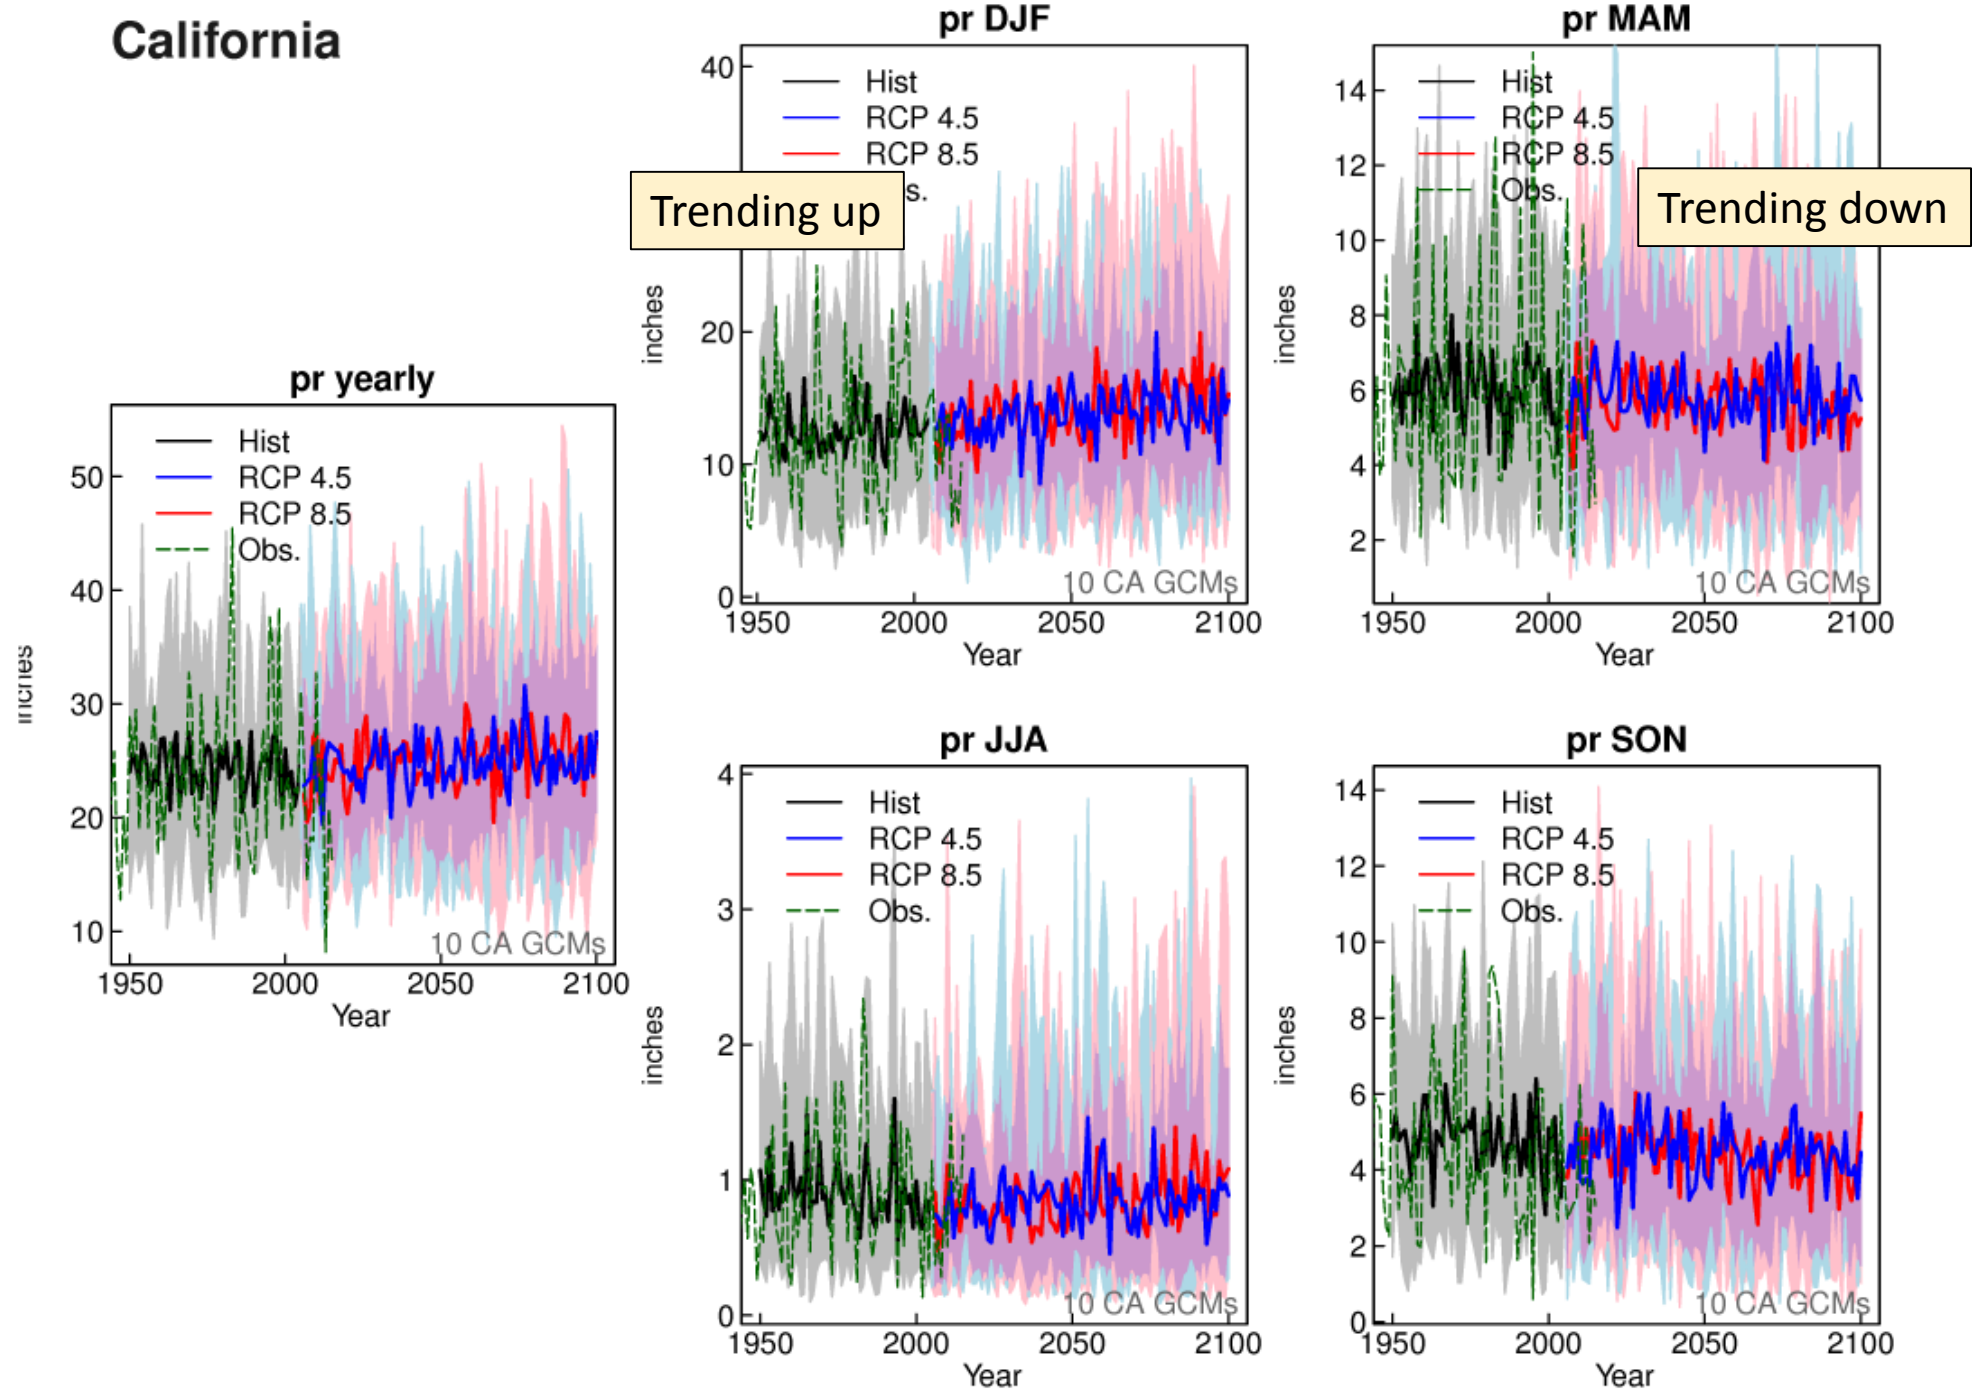 California
pr yearly
Hist
RCP 4.5
RCP 8.5
Obs.
50
40
30
20
10
inches
10 CA GCMs
1950 2000 2050 2100
Year
pr DJF
Hist
RCP 4.5
RCP 8.5
s.
Trending up
40
20
10
0
inches
10 CA GCMs
1950 2000 2050 2100
Year
pr MAM
Hist
RCP 4.5
RCP 8.5
Obs.
Trending down
14
12
10
8
6
4
2
inches
10 CA GCMs
1950 2000 2050 2100
Year
pr JJA
Hist
RCP 4.5
RCP 8.5
Obs.
4
3
2
1
0
inches
10 CA GCMs
1950 2000 2050 2100
Year
pr SON
Hist
RCP 4.5
RCP 8.5
Obs.
14
12
10
8
6
4
2
0
inches
10 CA GCMs
1950 2000 2050 2100
Year